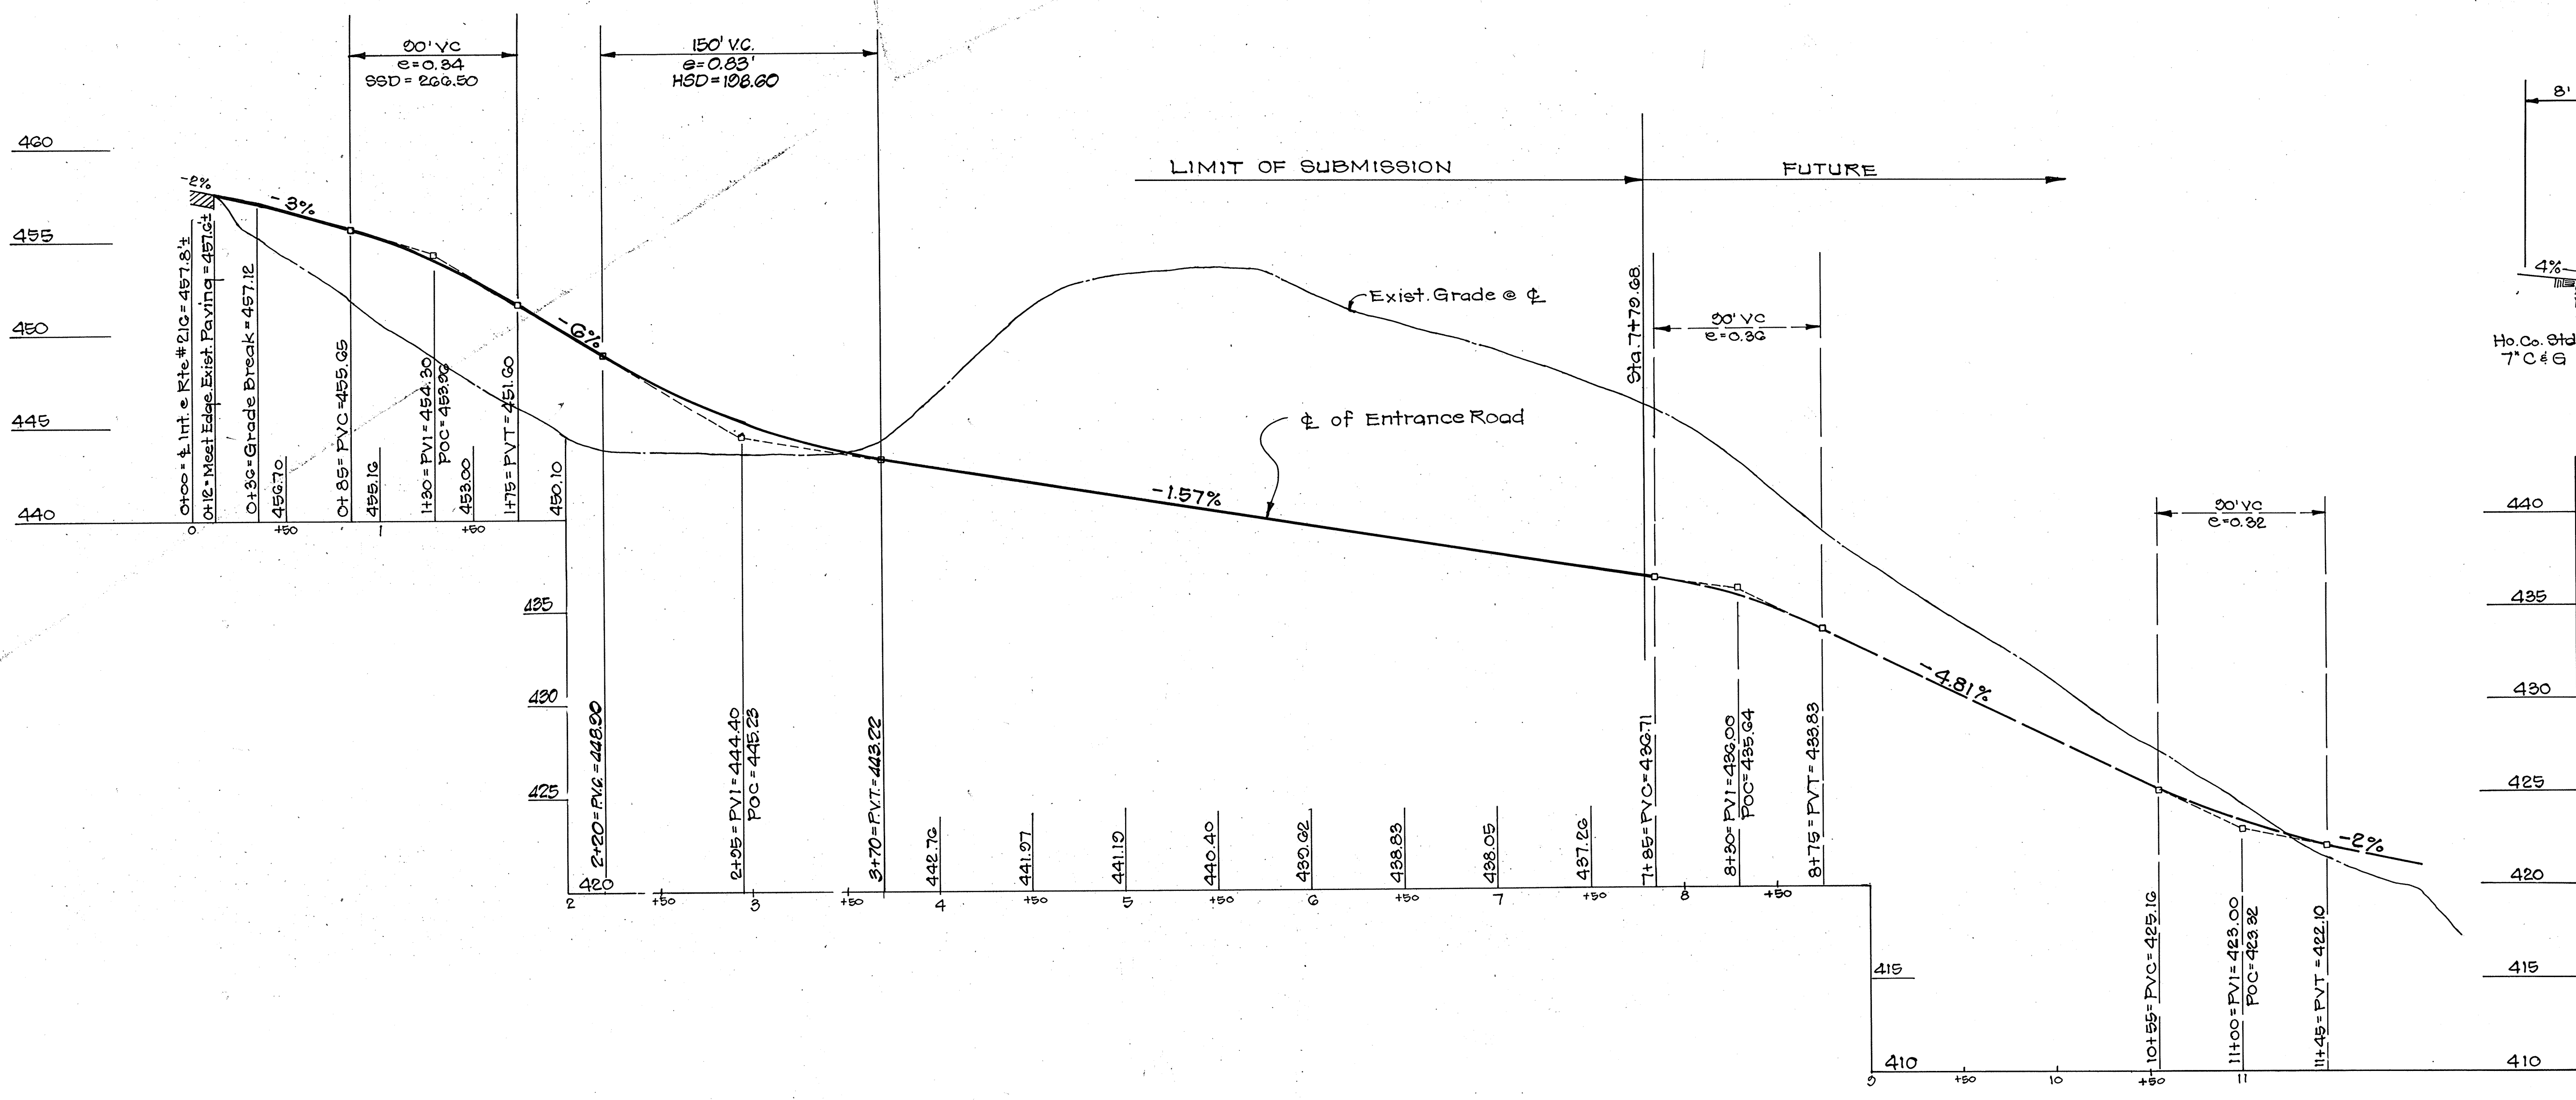 90' VC
e=0.34
SSD = 266.50
150' V.C.
e=0.83'
HSD=198.60
460
455
450
445
440
-2%
-3%
-6%
LIMIT OF SUBMISSION
FUTURE
Sta. 7+79.68
Exist. Grade @ ℄
℄ of Entrance Road
-1.57%
90' VC
e=0.36
-4.81%
90' VC
e=0.32
-2%
0+00 = ℄ Int. e Rte # 216 = 457.8'±
0+12 = Meet Edge. Exist. Paving = 457.6'±
0+36 = Grade Break = 457.12
456.70
0+85 = PVC = 455.65
455.16
1+30 = PVI = 454.30
POC = 453.96
453.00
1+75 = PVT = 451.60
450.10
0
+50
1
+50
435
430
425
420
2+20 = P.V.C. = 448.90
2+95 = PVI = 444.40
POC = 445.23
3+70 = P.V.T. = 443.22
442.76
441.97
441.19
440.40
439.62
438.83
438.05
437.26
7+85 = PVC = 436.71
8+30 = PVI = 436.00
POC = 435.64
8+75 = PVT = 433.83
2
+50
3
+50
4
+50
5
+50
6
+50
7
+50
8
+50
415
410
10+55 = PVC = 425.16
11+00 = PVI = 423.00
POC = 423.32
11+45 = PVT = 422.10
9
+50
10
+50
11
8'
4%
Ho. Co. Std
7" C & G
440
435
430
425
420
415
410